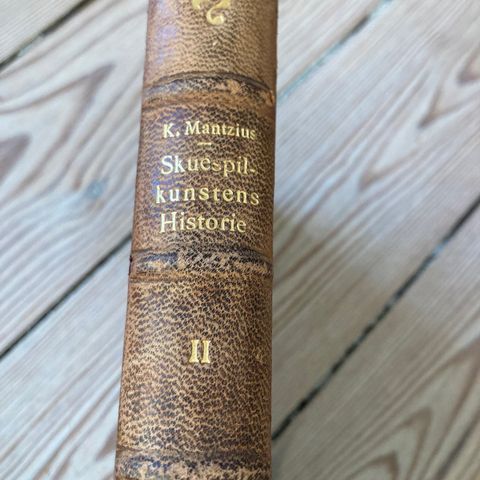 K. Mantzius
Skuespil-
kunstens
Historie
II